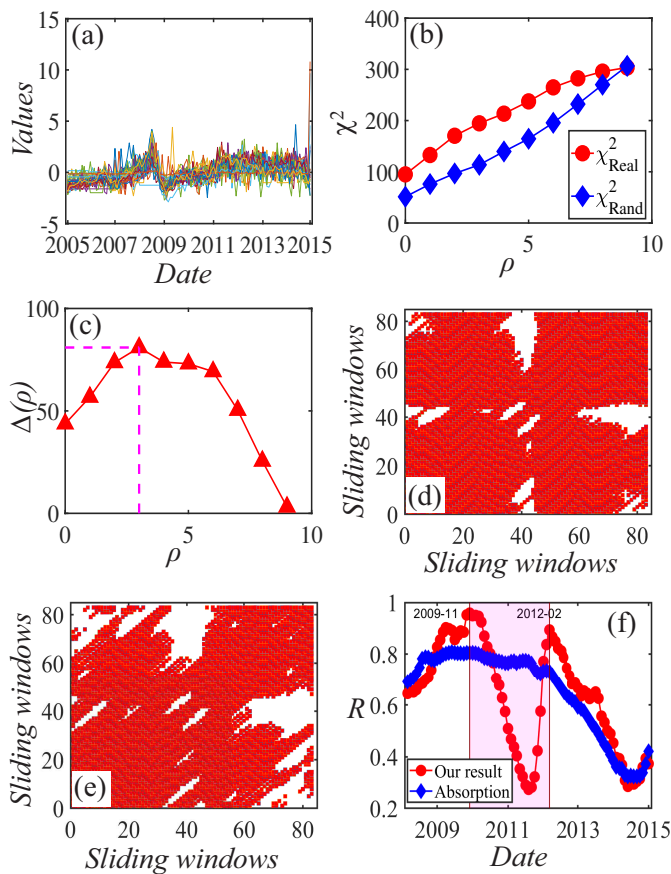 (a)
Values
15
10
5
0
-5
2005 2007 2009 2011 2013 2015
Date
(b)
χ²
400
300
200
100
0
χ²Real
χ²Rand
0 5 10
ρ
(c)
Δ(ρ)
100
50
0
0 5 10
ρ
(d)
Sliding windows
80
60
40
20
0
0 20 40 60 80
Sliding windows
(e)
Sliding windows
80
60
40
20
0
0 20 40 60 80
Sliding windows
(f)
2009-11
2012-02
R
1
0.8
0.6
0.4
0.2
Our result
Absorption
2009 2011 2013 2015
Date